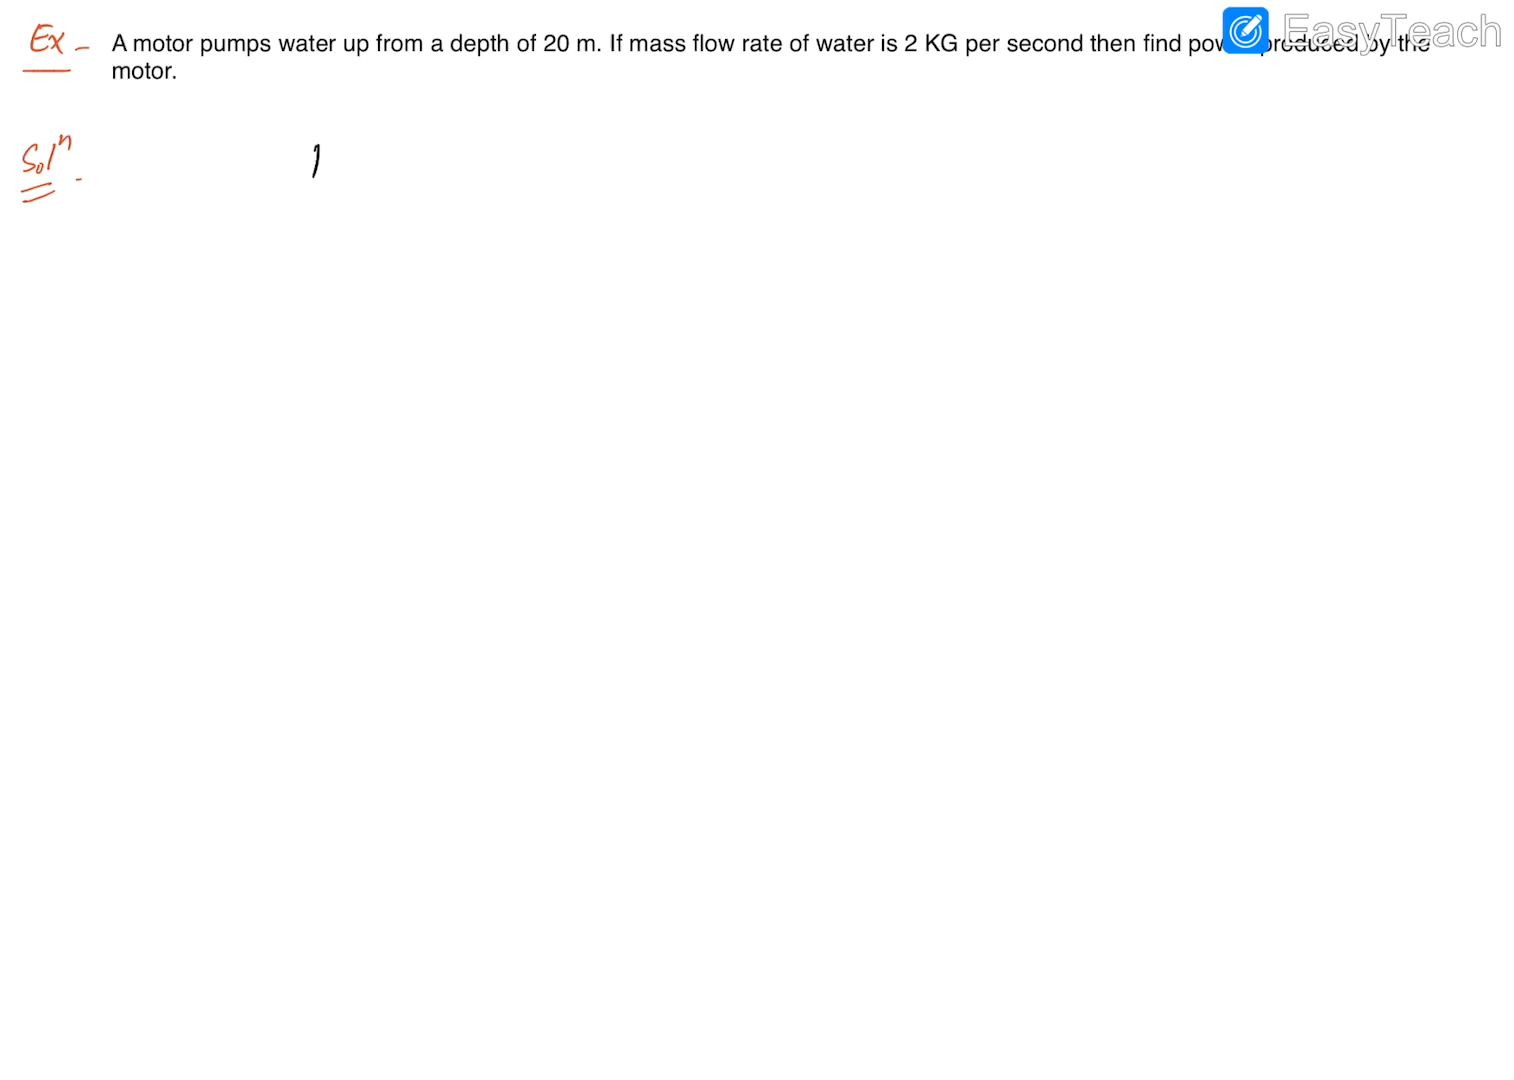 Ex - A motor pumps water up from a depth of 20 m. If mass flow rate of water is 2 KG per second then find produced by the
motor.
EasyTeach
Solⁿ.